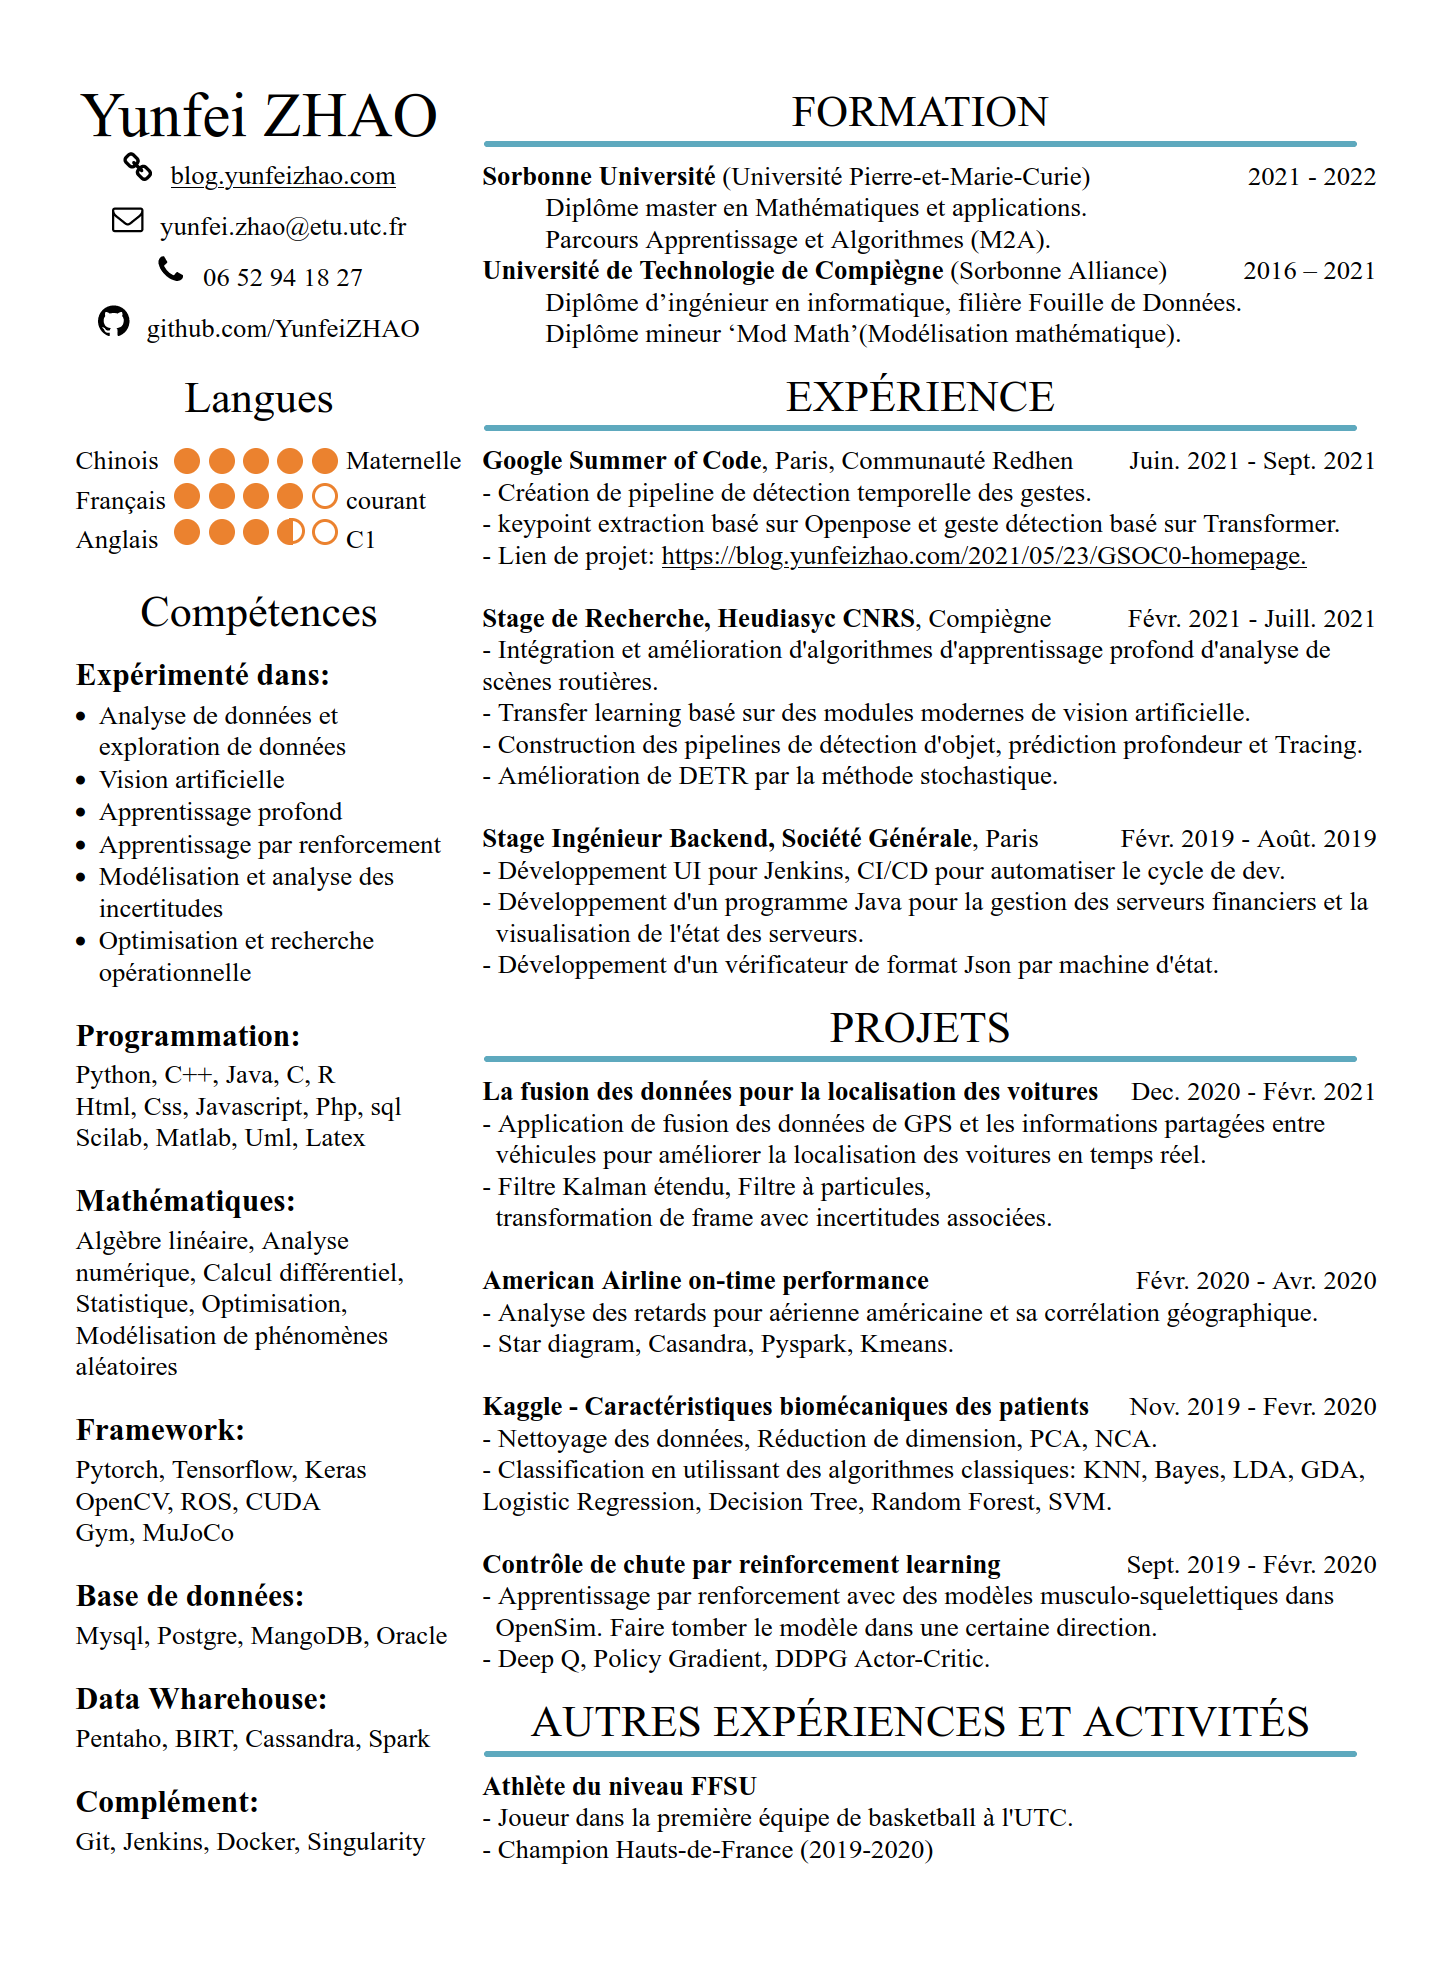 Yunfei ZHAO
blog.yunfeizhao.com
yunfei.zhao@etu.utc.fr
06 52 94 18 27
github.com/YunfeiZHAO
Langues
Chinois Maternelle
Français courant
Anglais C1
Compétences
Expérimenté dans:
• Analyse de données et
exploration de données
• Vision artificielle
• Apprentissage profond
• Apprentissage par renforcement
• Modélisation et analyse des
incertitudes
• Optimisation et recherche
opérationnelle
Programmation:
Python, C++, Java, C, R
Html, Css, Javascript, Php, sql
Scilab, Matlab, Uml, Latex
Mathématiques:
Algèbre linéaire, Analyse
numérique, Calcul différentiel,
Statistique, Optimisation,
Modélisation de phénomènes
aléatoires
Framework:
Pytorch, Tensorflow, Keras
OpenCV, ROS, CUDA
Gym, MuJoCo
Base de données:
Mysql, Postgre, MangoDB, Oracle
Data Wharehouse:
Pentaho, BIRT, Cassandra, Spark
Complément:
Git, Jenkins, Docker, Singularity
FORMATION
Sorbonne Université (Université Pierre-et-Marie-Curie) 2021 - 2022
Diplôme master en Mathématiques et applications.
Parcours Apprentissage et Algorithmes (M2A).
Université de Technologie de Compiègne (Sorbonne Alliance) 2016 – 2021
Diplôme d’ingénieur en informatique, filière Fouille de Données.
Diplôme mineur ‘Mod Math’(Modélisation mathématique).
EXPÉRIENCE
Google Summer of Code, Paris, Communauté Redhen Juin. 2021 - Sept. 2021
- Création de pipeline de détection temporelle des gestes.
- keypoint extraction basé sur Openpose et geste détection basé sur Transformer.
- Lien de projet: https://blog.yunfeizhao.com/2021/05/23/GSOC0-homepage.
Stage de Recherche, Heudiasyc CNRS, Compiègne Févr. 2021 - Juill. 2021
- Intégration et amélioration d'algorithmes d'apprentissage profond d'analyse de
scènes routières.
- Transfer learning basé sur des modules modernes de vision artificielle.
- Construction des pipelines de détection d'objet, prédiction profondeur et Tracing.
- Amélioration de DETR par la méthode stochastique.
Stage Ingénieur Backend, Société Générale, Paris Févr. 2019 - Août. 2019
- Développement UI pour Jenkins, CI/CD pour automatiser le cycle de dev.
- Développement d'un programme Java pour la gestion des serveurs financiers et la
visualisation de l'état des serveurs.
- Développement d'un vérificateur de format Json par machine d'état.
PROJETS
La fusion des données pour la localisation des voitures Dec. 2020 - Févr. 2021
- Application de fusion des données de GPS et les informations partagées entre
véhicules pour améliorer la localisation des voitures en temps réel.
- Filtre Kalman étendu, Filtre à particules,
transformation de frame avec incertitudes associées.
American Airline on-time performance Févr. 2020 - Avr. 2020
- Analyse des retards pour aérienne américaine et sa corrélation géographique.
- Star diagram, Casandra, Pyspark, Kmeans.
Kaggle - Caractéristiques biomécaniques des patients Nov. 2019 - Fevr. 2020
- Nettoyage des données, Réduction de dimension, PCA, NCA.
- Classification en utilissant des algorithmes classiques: KNN, Bayes, LDA, GDA,
Logistic Regression, Decision Tree, Random Forest, SVM.
Contrôle de chute par reinforcement learning Sept. 2019 - Févr. 2020
- Apprentissage par renforcement avec des modèles musculo-squelettiques dans
OpenSim. Faire tomber le modèle dans une certaine direction.
- Deep Q, Policy Gradient, DDPG Actor-Critic.
AUTRES EXPÉRIENCES ET ACTIVITÉS
Athlète du niveau FFSU
- Joueur dans la première équipe de basketball à l'UTC.
- Champion Hauts-de-France (2019-2020)